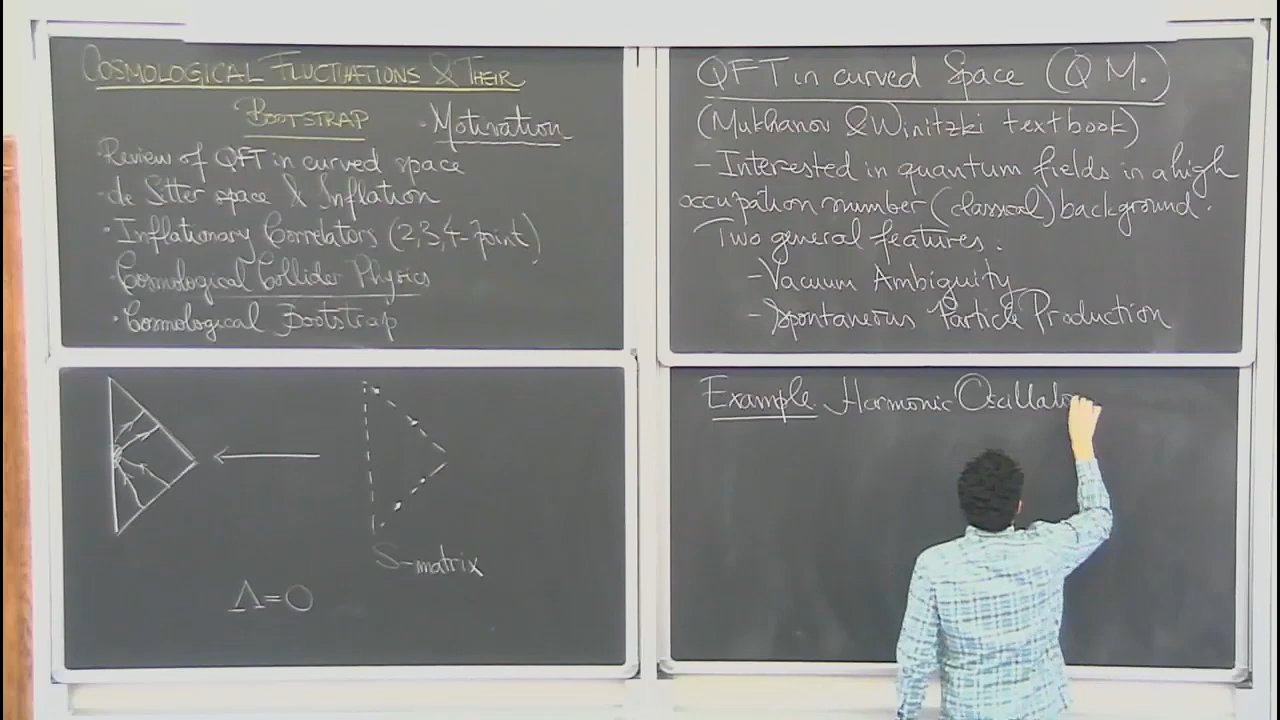 COSMOLOGICAL FLUCTUATIONS & THEIR
BOOTSTRAP
· Motivation
· Review of QFT in curved space
· de Sitter space & Inflation
· Inflationary Correlators (2,3,4-Point)
· Cosmological Collider Physics
· Cosmological Bootstrap
S-matrix
Λ=0
QFT in curved Space (QM.)
(Mukhanov & Winitzki textbook)
- Interested in quantum fields in a high
occupation number (classical) background.
Two general features.
- Vacuum Ambiguity
- Spontaneous Particle Production
Example. Harmonic Oscillato